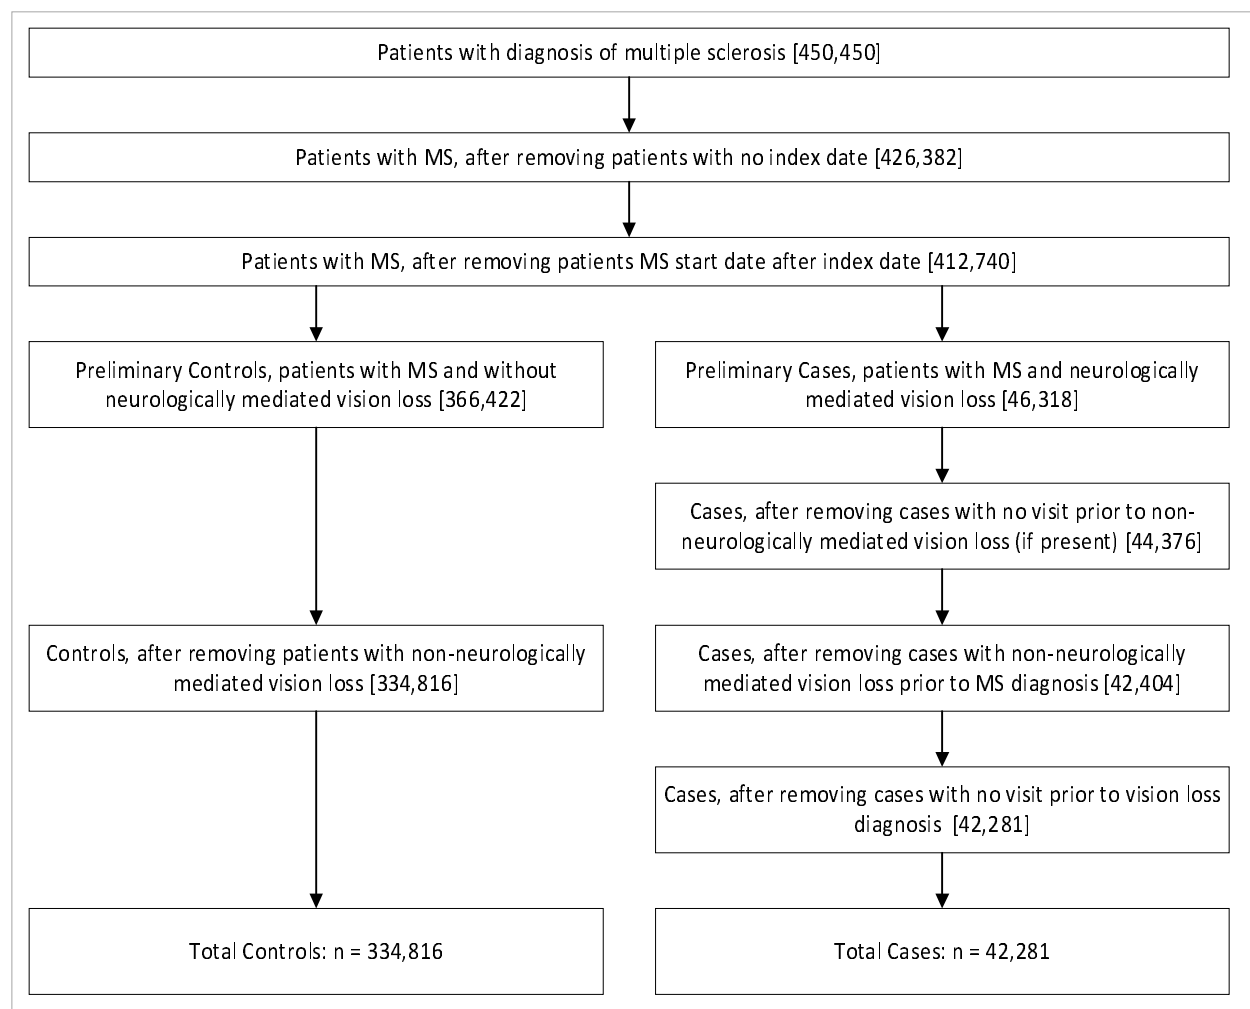 Patients with diagnosis of multiple sclerosis [450,450]
Patients with MS, after removing patients with no index date [426,382]
Patients with MS, after removing patients MS start date after index date [412,740]
Preliminary Controls, patients with MS and without
neurologically mediated vision loss [366,422]
Preliminary Cases, patients with MS and neurologically
mediated vision loss [46,318]
Cases, after removing cases with no visit prior to non-
neurologically mediated vision loss (if present) [44,376]
Controls, after removing patients with non-neurologically
mediated vision loss [334,816]
Cases, after removing cases with non-neurologically
mediated vision loss prior to MS diagnosis [42,404]
Cases, after removing cases with no visit prior to vision loss
diagnosis [42,281]
Total Controls: n = 334,816
Total Cases: n = 42,281